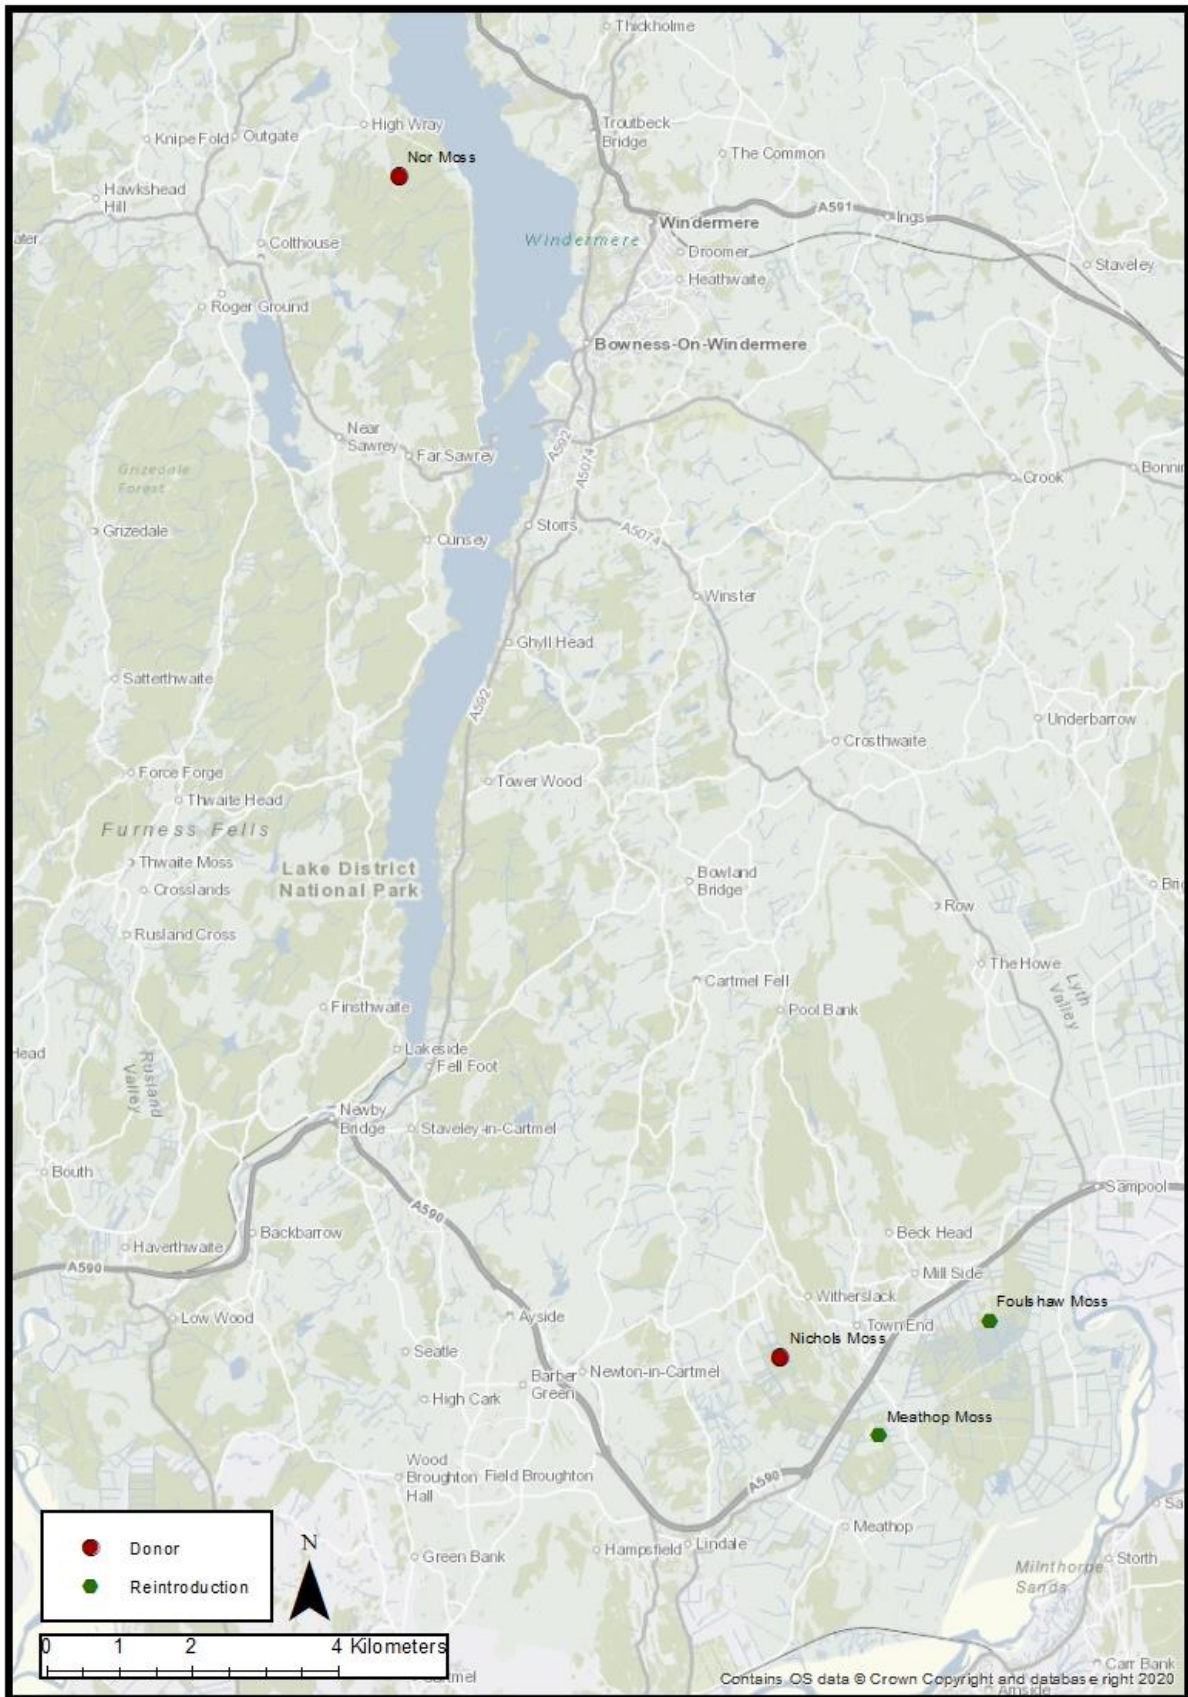 Thickholme
Troutbeck
Bridge
High Wray
Knipe Fold
Outgate
The Common
Nor Moss
Hawkshead
Hill
A591
Ings
Windermere
Windermere
ater
Colthouse
Droomer
Staveley
Heathwaite
Roger Ground
Bowness-On-Windermere
Near
Sawrey
Far Sawrey
A592
A5074
Bonnin
Crook
Grizedale
Forest
Grizedale
Storrs
Cunsey
A5074
Winster
Ghyll Head
Satterthwaite
A592
Underbarrow
Crosthwaite
Force Forge
Tower Wood
Thwaite Head
Furness Fells
Thwaite Moss
Lake District
National Park
Crosslands
Bowland
Bridge
Brig
Row
Rusland Cross
The Howe
Cartmel Fell
Lyth
Valley
Finsthwaite
Pool Bank
Head
Lakeside
Fell Foot
Rusland
Valley
Newby
Bridge
Staveley-in-Cartmel
Bouth
Sampool
A590
Backbarrow
Beck Head
Haverthwaite
A590
Mill Side
Witherslack
Foulshaw Moss
Low Wood
Ayside
Town End
Nichols Moss
Seatle
Newton-in-Cartmel
Barber
Green
High Cark
Meathop Moss
Wood
Broughton
Hall
Field Broughton
A590
Meathop
Lindale
Hampsfield
Green Bank
Storth
Milnthorpe
Sands
Sa
Donor
Reintroduction
N
0 1 2 4 Kilometers
Cartmel
Carr Bank
Arnside
Contains OS data © Crown Copyright and database right 2020